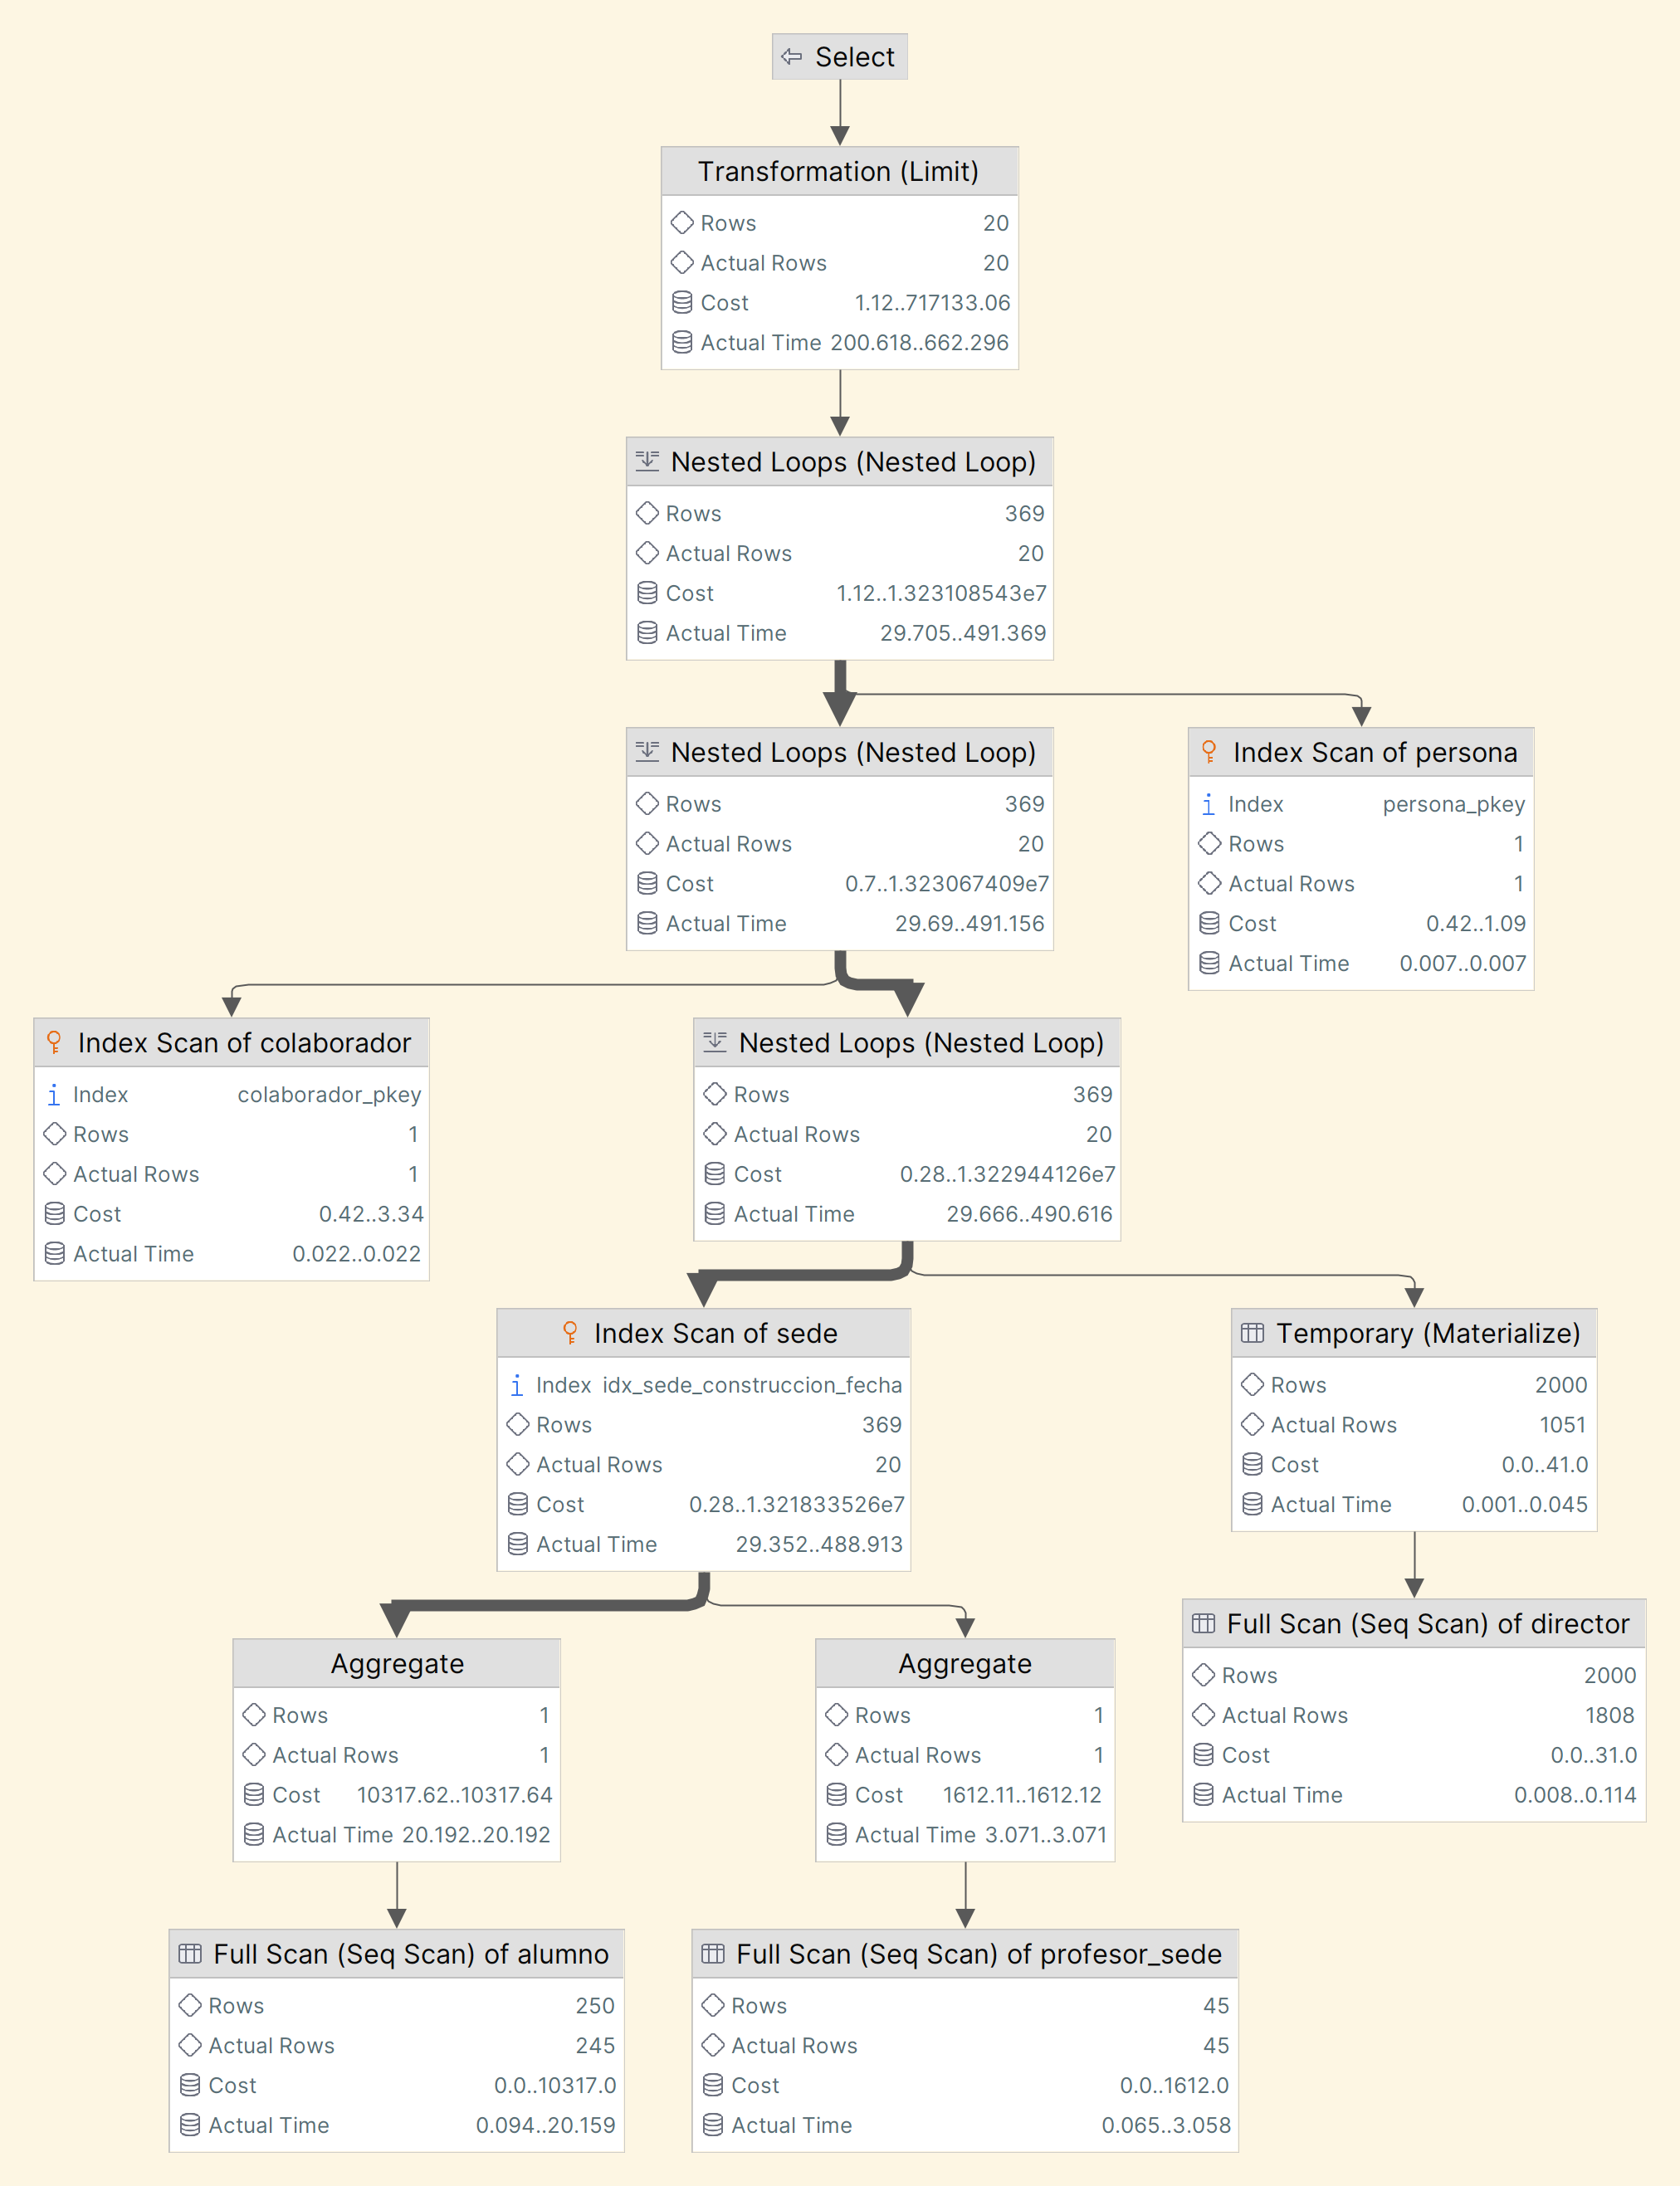 Select
Transformation (Limit)
Rows 20
Actual Rows 20
Cost 1.12..717133.06
Actual Time 200.618..662.296
Nested Loops (Nested Loop)
Rows 369
Actual Rows 20
Cost 1.12..1.323108543e7
Actual Time 29.705..491.369
Nested Loops (Nested Loop)
Rows 369
Actual Rows 20
Cost 0.7..1.323067409e7
Actual Time 29.69..491.156
Index Scan of persona
i Index persona_pkey
Rows 1
Actual Rows 1
Cost 0.42..1.09
Actual Time 0.007..0.007
Index Scan of colaborador
i Index colaborador_pkey
Rows 1
Actual Rows 1
Cost 0.42..3.34
Actual Time 0.022..0.022
Nested Loops (Nested Loop)
Rows 369
Actual Rows 20
Cost 0.28..1.322944126e7
Actual Time 29.666..490.616
Index Scan of sede
i Index idx_sede_construccion_fecha
Rows 369
Actual Rows 20
Cost 0.28..1.321833526e7
Actual Time 29.352..488.913
Temporary (Materialize)
Rows 2000
Actual Rows 1051
Cost 0.0..41.0
Actual Time 0.001..0.045
Aggregate
Rows 1
Actual Rows 1
Cost 10317.62..10317.64
Actual Time 20.192..20.192
Aggregate
Rows 1
Actual Rows 1
Cost 1612.11..1612.12
Actual Time 3.071..3.071
Full Scan (Seq Scan) of director
Rows 2000
Actual Rows 1808
Cost 0.0..31.0
Actual Time 0.008..0.114
Full Scan (Seq Scan) of alumno
Rows 250
Actual Rows 245
Cost 0.0..10317.0
Actual Time 0.094..20.159
Full Scan (Seq Scan) of profesor_sede
Rows 45
Actual Rows 45
Cost 0.0..1612.0
Actual Time 0.065..3.058